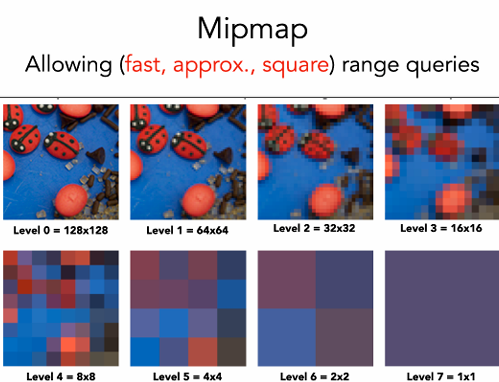 Mipmap
Allowing (fast, approx., square) range queries
Level 0 = 128x128
Level 1 = 64x64
Level 2 = 32x32
Level 3 = 16x16
Level 4 = 8x8
Level 5 = 4x4
Level 6 = 2x2
Level 7 = 1x1